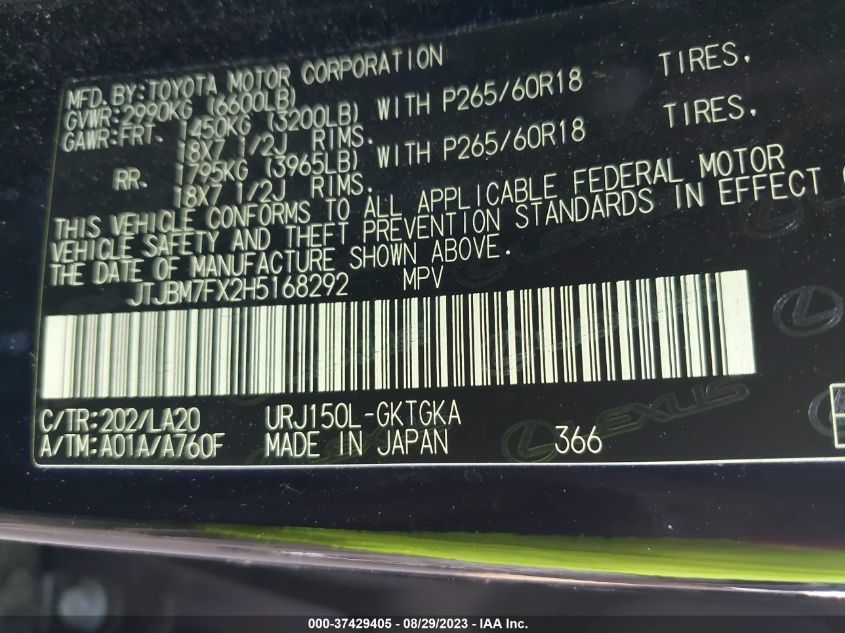 MFD. BY: TOYOTA MOTOR CORPORATION
GVWR: 2990KG (6600LB)
GAWR: FRT. 1450KG (3200LB) WITH P265/60R18 TIRES,
18X7 1/2J RIMS.
RR. 1795KG (3965LB) WITH P265/60R18 TIRES,
18X7 1/2J RIMS.
THIS VEHICLE CONFORMS TO ALL APPLICABLE FEDERAL MOTOR
VEHICLE SAFETY AND THEFT PREVENTION STANDARDS IN EFFECT
THE DATE OF MANUFACTURE SHOWN ABOVE.
JTJBM7FX2H5168292 MPV
C/TR: 202/LA20 URJ150L-GKTGKA
A/TM: A01A/A760F MADE IN JAPAN 366
LEXUS
000-37429405 - 08/29/2023 - IAA Inc.